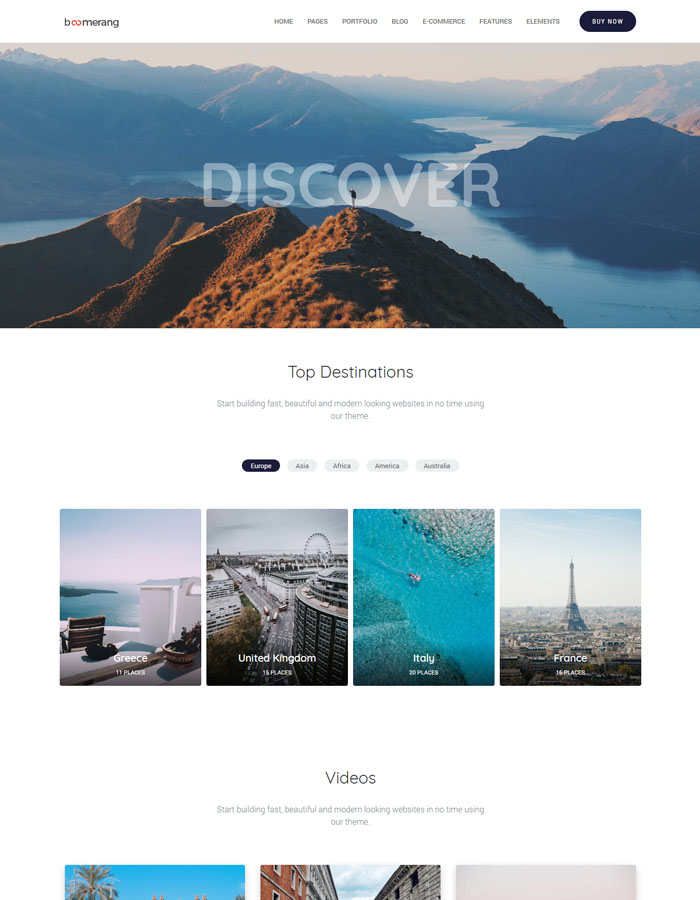 boomerang
HOME PAGES PORTFOLIO BLOG E-COMMERCE FEATURES ELEMENTS BUY NOW
DISCOVER
Top Destinations
Start building fast, beautiful and modern looking websites in no time using
our theme.
Europe Asia Africa America Australia
Greece
11 PLACES
United Kingdom
15 PLACES
Italy
20 PLACES
France
16 PLACES
Videos
Start building fast, beautiful and modern looking websites in no time using
our theme.